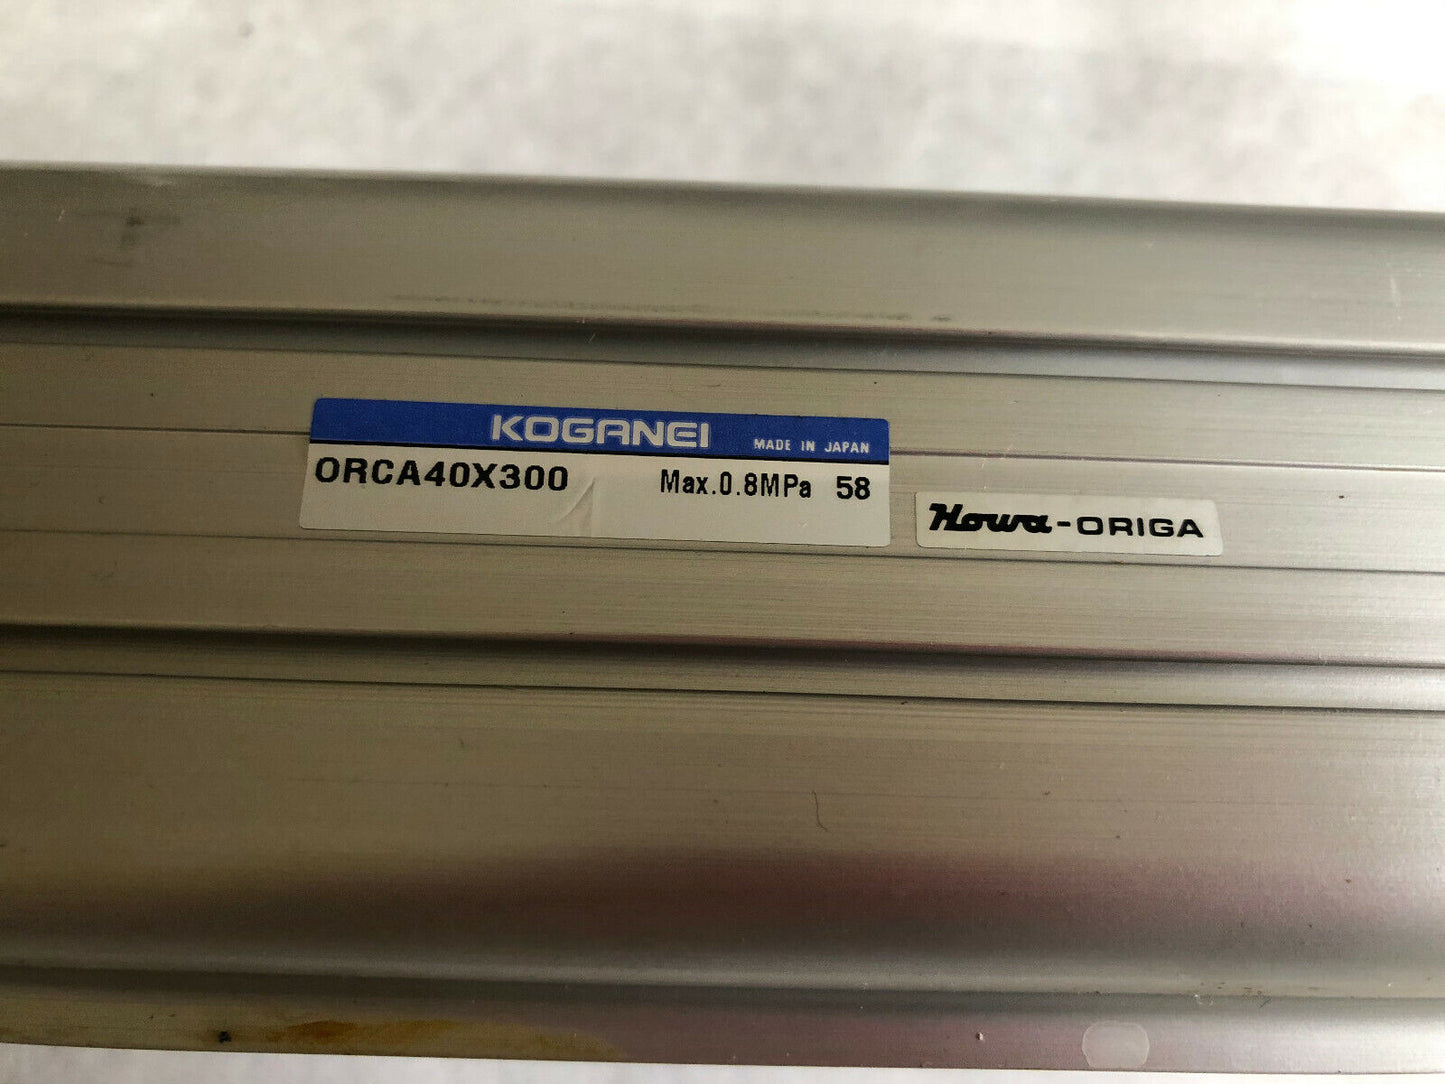 KOGANEI MADE IN JAPAN
ORCA40X300 Max.0.8MPa 58
Howa-ORIGA